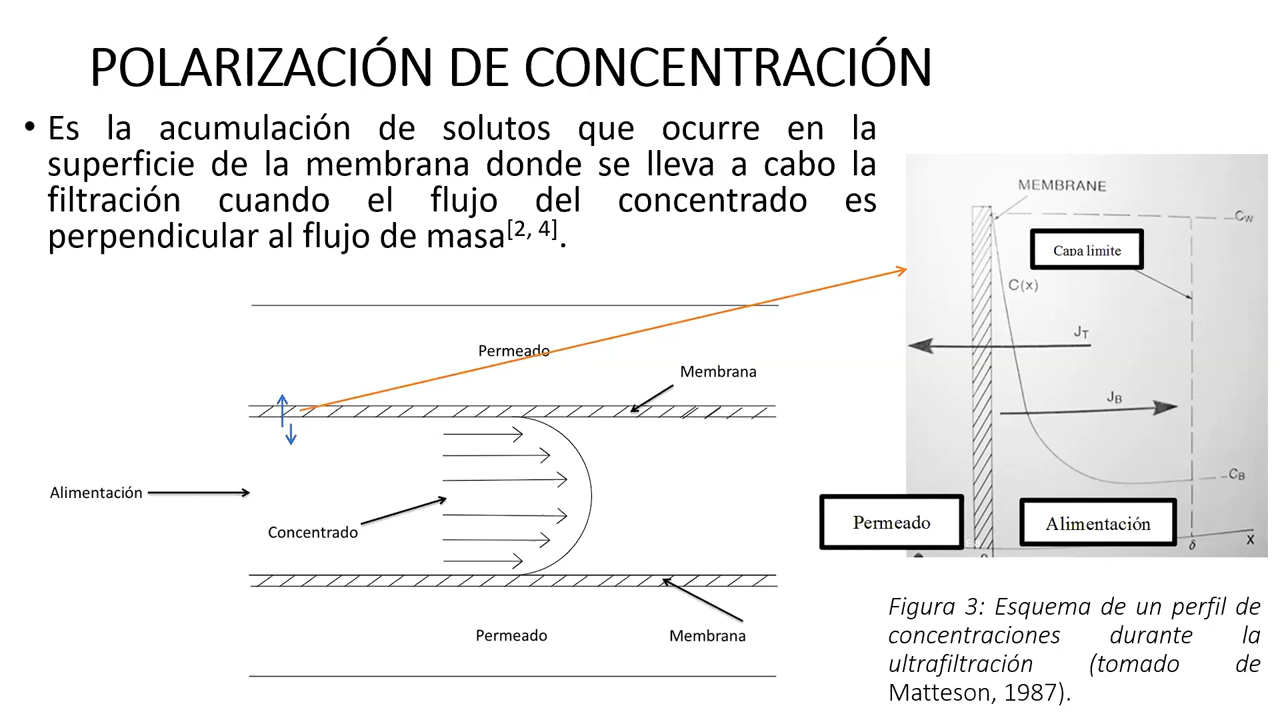 POLARIZACIÓN DE CONCENTRACIÓN
• Es la acumulación de solutos que ocurre en la
superficie de la membrana donde se lleva a cabo la
filtración cuando el flujo del concentrado es
perpendicular al flujo de masa[2, 4].
Permeado
Membrana
Alimentación
Concentrado
Permeado
Membrana
MEMBRANE
CW
Capa limite
C(x)
JT
JB
CB
Permeado
Alimentación
δ
X
Figura 3: Esquema de un perfil de
concentraciones durante la
ultrafiltración (tomado de
Matteson, 1987).